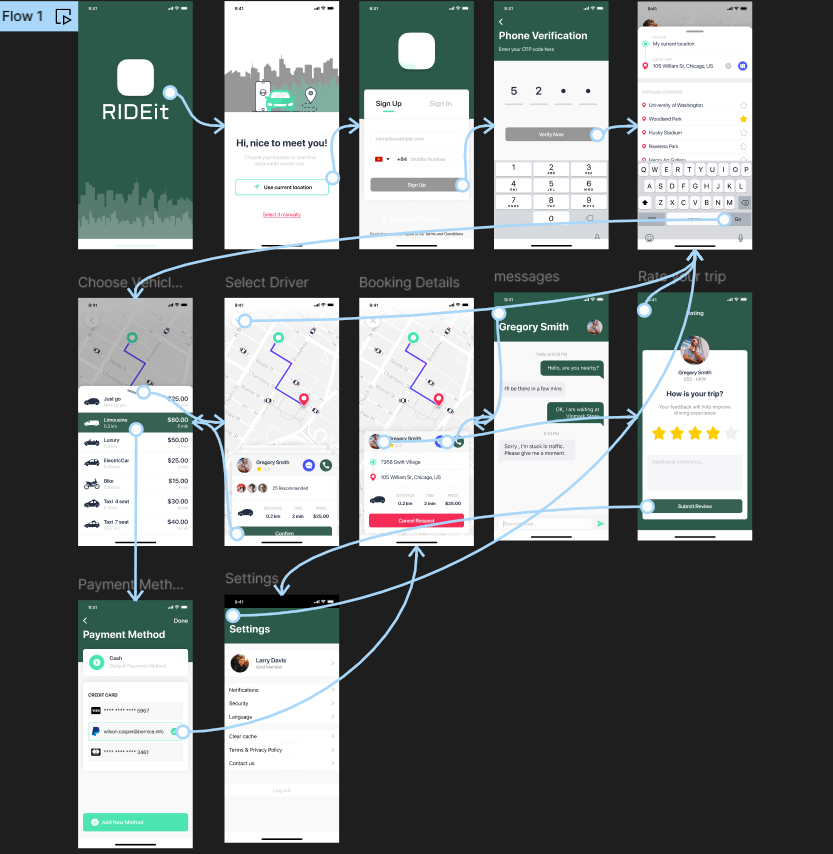 Flow 1
9:41
RIDEit
9:41
Hi, nice to meet you!
Choose your location to start find
Use current location
Select it manually
9:41
Sign Up
Sign In
name@example.com
+84
Mobile Number
Sign Up
Terms and Conditions
9:41
Phone Verification
Enter your OTP code here
5 2 • •
Verify Now
1 2 3
ABC DEF
4 5 6
GHI JKL MNO
7 8 9
PQRS TUV WXYZ
0
9:41
My current location
105 William St, Chicago, US
POPULAR LOCATIONS
University of Washington
Woodland Park
Husky Stadium
Ravenna Park
Henry Art Gallery
Q W E R T Y U I O P
A S D F G H J K L
Z X C V B N M
123
Go
Choose Vehicl...
9:41
Just go
$25.00
Near by you
Limousine
$80.00
0.2 km
5 min
Luxury
$50.00
ElectricCar
$25.00
Bike
$15.00
Taxi 4 seat
$30.00
Taxi 7 seat
$40.00
Select Driver
9:41
Gregory Smith
25 Recommended
DISTANCE TIME PRICE
0.2 km 2 min $25.00
Confirm
Booking Details
9:41
Gregory Smith
7958 Swift Village
105 William St, Chicago, US
DISTANCE TIME PRICE
0.2 km 2 min $25.00
Cancel Request
messages
9:41
Gregory Smith
Today at 5:03 PM
Hello, are you nearby?
I'll be there in a few mins
OK, I am waiting at
Vinmark Store
5:33 PM
Sorry , I'm stuck in traffic.
Please give me a moment.
Rate your trip
9:41
Rating
Gregory Smith
How is your trip?
Your feedback will help improve
driving experience
Additional comments...
Submit Review
Payment Meth...
9:41
Done
Payment Method
Cash
Default Payment Method
CREDIT CARD
VISA
**** **** **** 5967
wilson.casper@bernice.info
**** **** **** 3461
Add New Method
Settings
9:41
Settings
Larry Davis
Gold Member
Notifications
Security
Language
Clear cache
Terms & Privacy Policy
Contact us
Log out